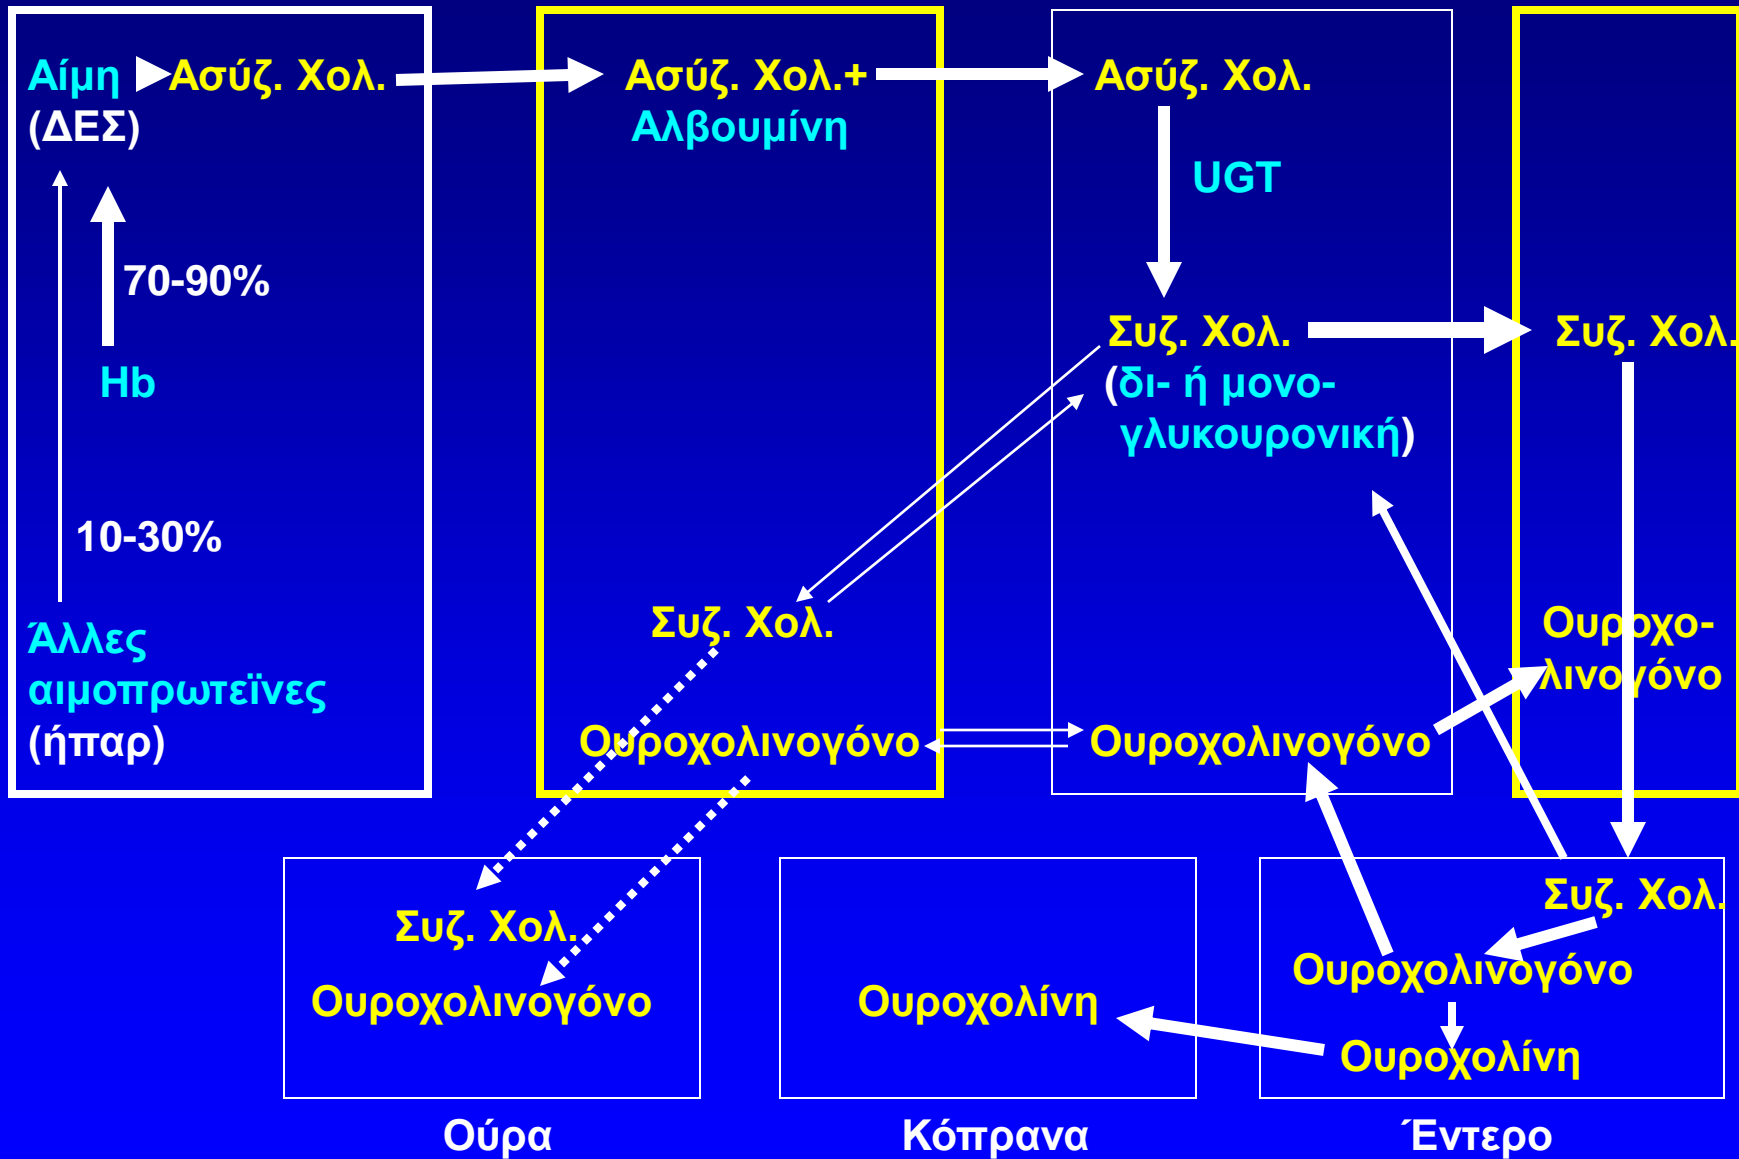 Αίμη
Ασύζ. Χολ.
(ΔΕΣ)
70-90%
Hb
10-30%
Άλλες
αιμοπρωτεϊνες
(ήπαρ)
Ασύζ. Χολ.+
Αλβουμίνη
Συζ. Χολ.
Ουροχολινογόνο
Ασύζ. Χολ.
UGT
Συζ. Χολ.
(δι- ή μονο-
γλυκουρονική)
Ουροχολινογόνο
Συζ. Χολ.
Ουροχο-
λινογόνο
Συζ. Χολ.
Ουροχολινογόνο
Ούρα
Ουροχολίνη
Κόπρανα
Συζ. Χολ.
Ουροχολινογόνο
Ουροχολίνη
Έντερο